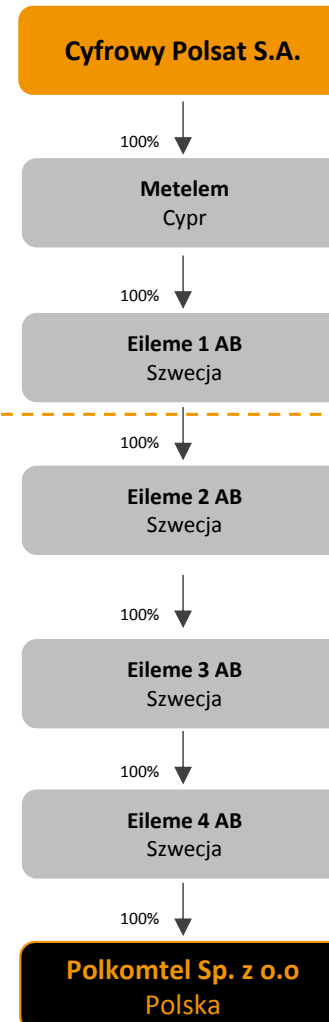 Cyfrowy Polsat S.A.
100%
Metelem
Cypr
100%
Eileme 1 AB
Szwecja
100%
Eileme 2 AB
Szwecja
100%
Eileme 3 AB
Szwecja
100%
Eileme 4 AB
Szwecja
100%
Polkomtel Sp. z o.o
Polska